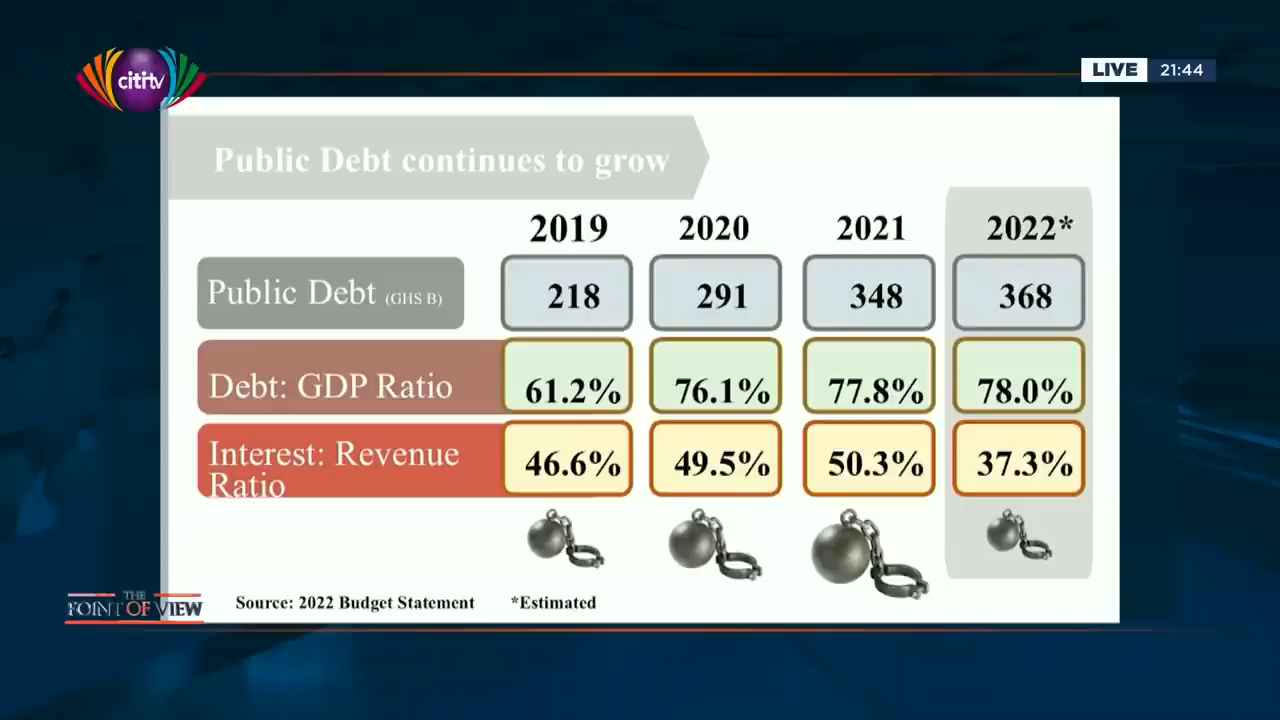 cititv
LIVE 21:44
Public Debt continues to grow
2019 2020 2021 2022*
Public Debt (GHS B) 218 291 348 368
Debt: GDP Ratio 61.2% 76.1% 77.8% 78.0%
Interest: Revenue
Ratio
46.6% 49.5% 50.3% 37.3%
THE
POINT OF VIEW
Source: 2022 Budget Statement *Estimated